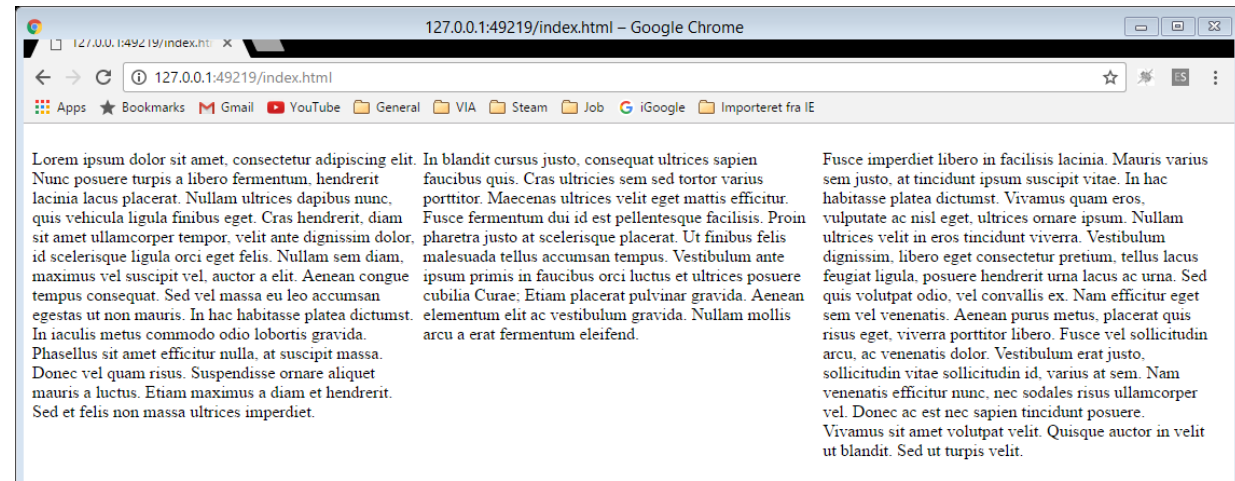 127.0.0.1:49219/index.html – Google Chrome
127.0.0.1:49219/index.ht
127.0.0.1:49219/index.html
ES
Apps Bookmarks Gmail YouTube General VIA Steam Job iGoogle Importeret fra IE
Lorem ipsum dolor sit amet, consectetur adipiscing elit.
Nunc posuere turpis a libero fermentum, hendrerit
lacinia lacus placerat. Nullam ultrices dapibus nunc,
quis vehicula ligula finibus eget. Cras hendrerit, diam
sit amet ullamcorper tempor, velit ante dignissim dolor,
id scelerisque ligula orci eget felis. Nullam sem diam,
maximus vel suscipit vel, auctor a elit. Aenean congue
tempus consequat. Sed vel massa eu leo accumsan
egestas ut non mauris. In hac habitasse platea dictumst.
In iaculis metus commodo odio lobortis gravida.
Phasellus sit amet efficitur nulla, at suscipit massa.
Donec vel quam risus. Suspendisse ornare aliquet
mauris a luctus. Etiam maximus a diam et hendrerit.
Sed et felis non massa ultrices imperdiet.
In blandit cursus justo, consequat ultrices sapien
faucibus quis. Cras ultricies sem sed tortor varius
porttitor. Maecenas ultrices velit eget mattis efficitur.
Fusce fermentum dui id est pellentesque facilisis. Proin
pharetra justo at scelerisque placerat. Ut finibus felis
malesuada tellus accumsan tempus. Vestibulum ante
ipsum primis in faucibus orci luctus et ultrices posuere
cubilia Curae; Etiam placerat pulvinar gravida. Aenean
elementum elit ac vestibulum gravida. Nullam mollis
arcu a erat fermentum eleifend.
Fusce imperdiet libero in facilisis lacinia. Mauris varius
sem justo, at tincidunt ipsum suscipit vitae. In hac
habitasse platea dictumst. Vivamus quam eros,
vulputate ac nisl eget, ultrices ornare ipsum. Nullam
ultrices velit in eros tincidunt viverra. Vestibulum
dignissim, libero eget consectetur pretium, tellus lacus
feugiat ligula, posuere hendrerit urna lacus ac urna. Sed
quis volutpat odio, vel convallis ex. Nam efficitur eget
sem vel venenatis. Aenean purus metus, placerat quis
risus eget, viverra porttitor libero. Fusce vel sollicitudin
arcu, ac venenatis dolor. Vestibulum erat justo,
sollicitudin vitae sollicitudin id, varius at sem. Nam
venenatis efficitur nunc, nec sodales risus ullamcorper
vel. Donec ac est nec sapien tincidunt posuere.
Vivamus sit amet volutpat velit. Quisque auctor in velit
ut blandit. Sed ut turpis velit.